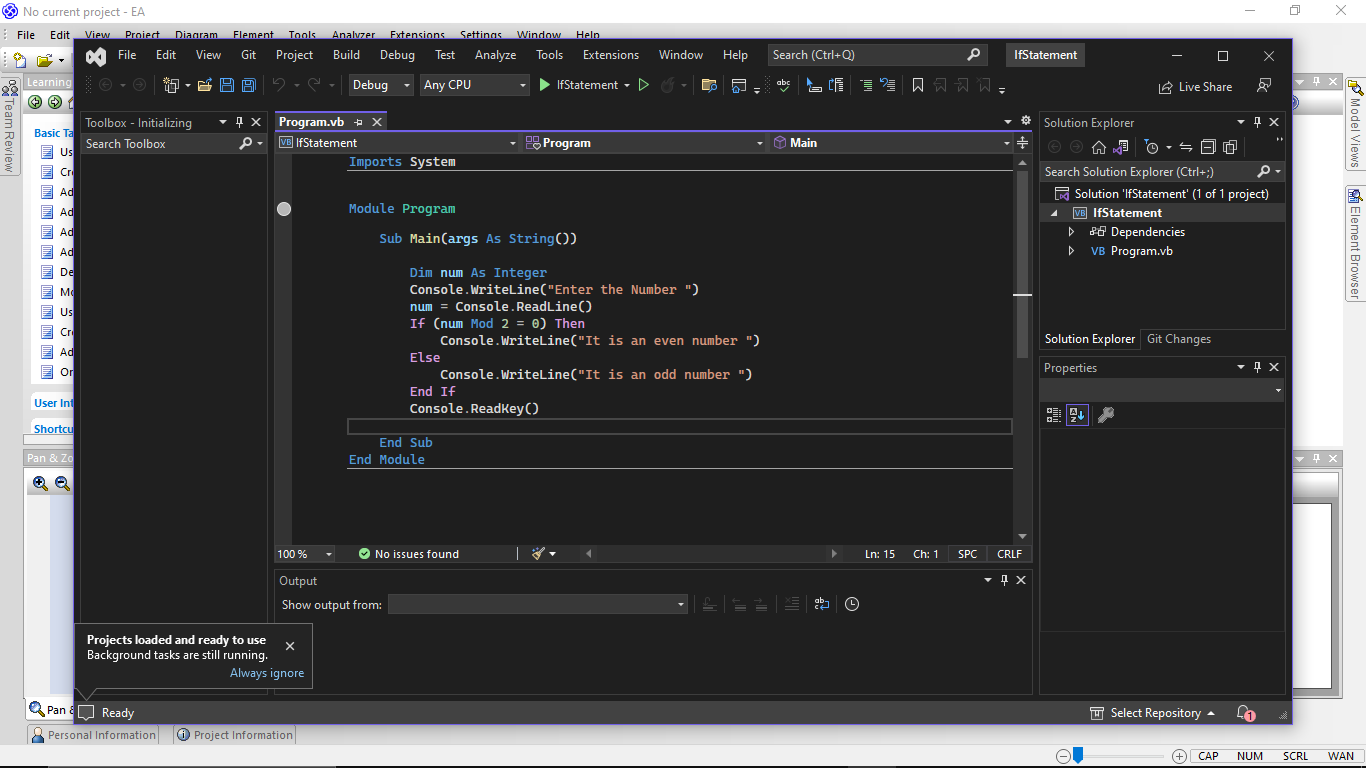 No current project - EA
File Edit View Project Diagram Element Tools Analyzer Extensions Settings Window Help
File Edit View Git Project Build Debug Test Analyze Tools Extensions Window Help Search (Ctrl+Q) IfStatement
Debug Any CPU IfStatement Live Share
Learning
Team Review
Basic Ta
Us
Cr
Ad
Ad
Ad
Ad
De
Mo
Us
Cr
Ad
Or
User Int
Shortcu
Pan & Zo
Pan &
Toolbox - Initializing
Search Toolbox
Program.vb
IfStatement Program Main
Imports System
Module Program
Sub Main(args As String())
Dim num As Integer
Console.WriteLine("Enter the Number ")
num = Console.ReadLine()
If (num Mod 2 = 0) Then
Console.WriteLine("It is an even number ")
Else
Console.WriteLine("It is an odd number ")
End If
Console.ReadKey()
End Sub
End Module
100 % No issues found Ln: 15 Ch: 1 SPC CRLF
Output
Show output from:
Solution Explorer
Search Solution Explorer (Ctrl+;)
Solution 'IfStatement' (1 of 1 project)
IfStatement
Dependencies
VB Program.vb
Solution Explorer Git Changes
Properties
Model Views
Element Browser
Projects loaded and ready to use
Background tasks are still running.
Always ignore
Ready Select Repository 1
Personal Information Project Information
CAP NUM SCRL WAN